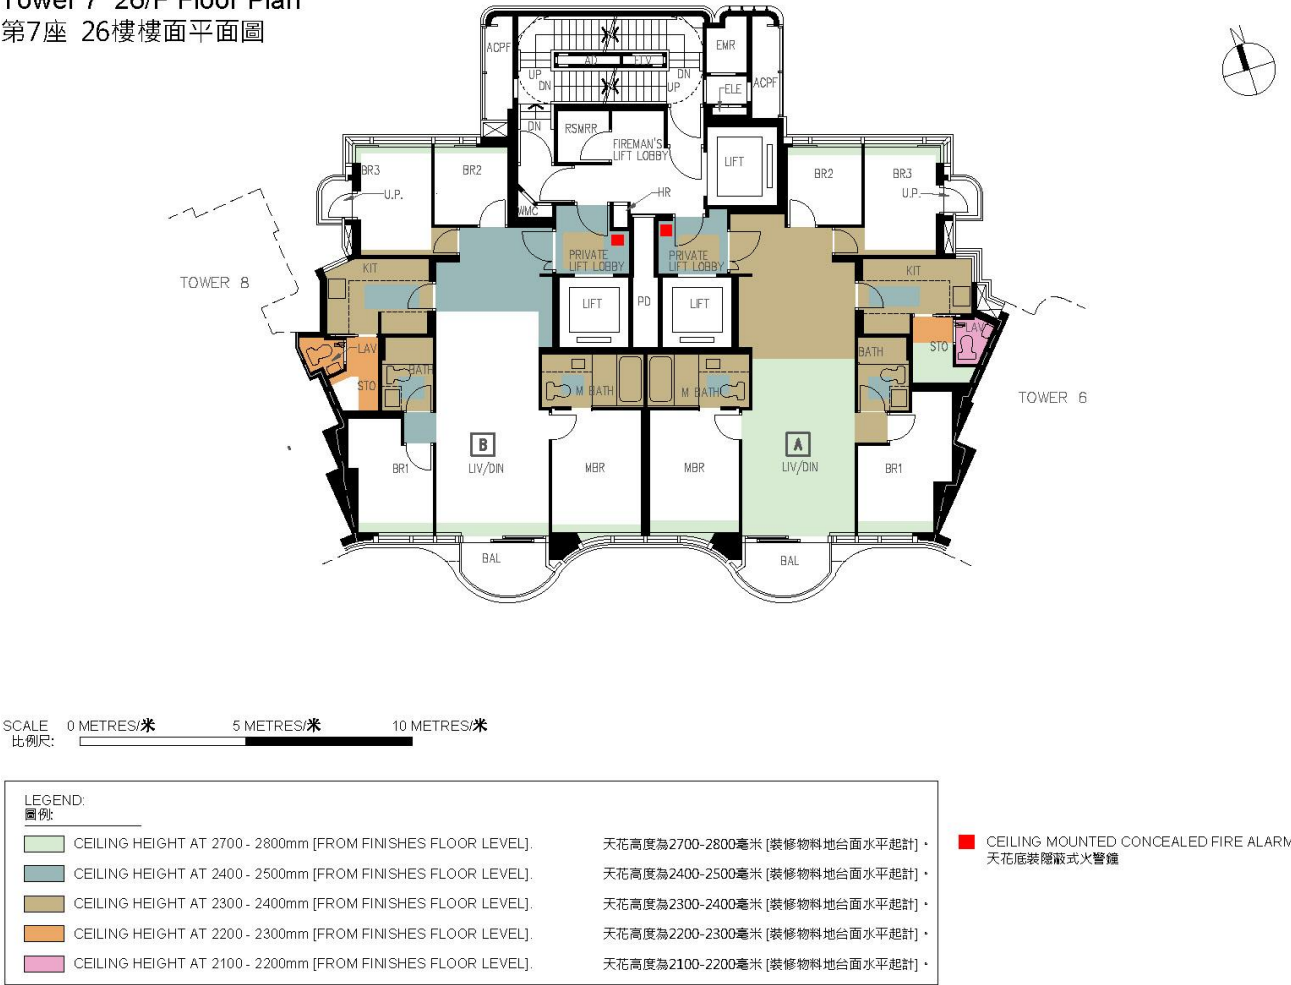 Tower 7 26/F Floor Plan
第7座 26樓樓面平面圖
ACPF
EMR
ACPF
AD
ELV
UP
DN
DN
UP
ELE
DN
RSMRR
FIREMAN'S
LIFT LOBBY
LIFT
BR3
BR2
BR2
BR3
U.P.
U.P.
HR
WMC
PRIVATE
LIFT LOBBY
PRIVATE
LIFT LOBBY
KIT
KIT
TOWER 8
LIFT
PD
LIFT
LAV
LAV
STO
STO
BATH
BATH
M BATH
M BATH
TOWER 6
B
A
LIV/DIN
LIV/DIN
BR1
MBR
MBR
BR1
BAL
BAL
SCALE 0 METRES/米 5 METRES/米 10 METRES/米
比例尺:
LEGEND:
圖例:
CEILING HEIGHT AT 2700 - 2800mm [FROM FINISHES FLOOR LEVEL]. 天花高度為2700-2800毫米 [裝修物料地台面水平起計]。
CEILING HEIGHT AT 2400 - 2500mm [FROM FINISHES FLOOR LEVEL]. 天花高度為2400-2500毫米 [裝修物料地台面水平起計]。
CEILING HEIGHT AT 2300 - 2400mm [FROM FINISHES FLOOR LEVEL]. 天花高度為2300-2400毫米 [裝修物料地台面水平起計]。
CEILING HEIGHT AT 2200 - 2300mm [FROM FINISHES FLOOR LEVEL]. 天花高度為2200-2300毫米 [裝修物料地台面水平起計]。
CEILING HEIGHT AT 2100 - 2200mm [FROM FINISHES FLOOR LEVEL]. 天花高度為2100-2200毫米 [裝修物料地台面水平起計]。
CEILING MOUNTED CONCEALED FIRE ALARM
天花底裝隱蔽式火警鐘
N